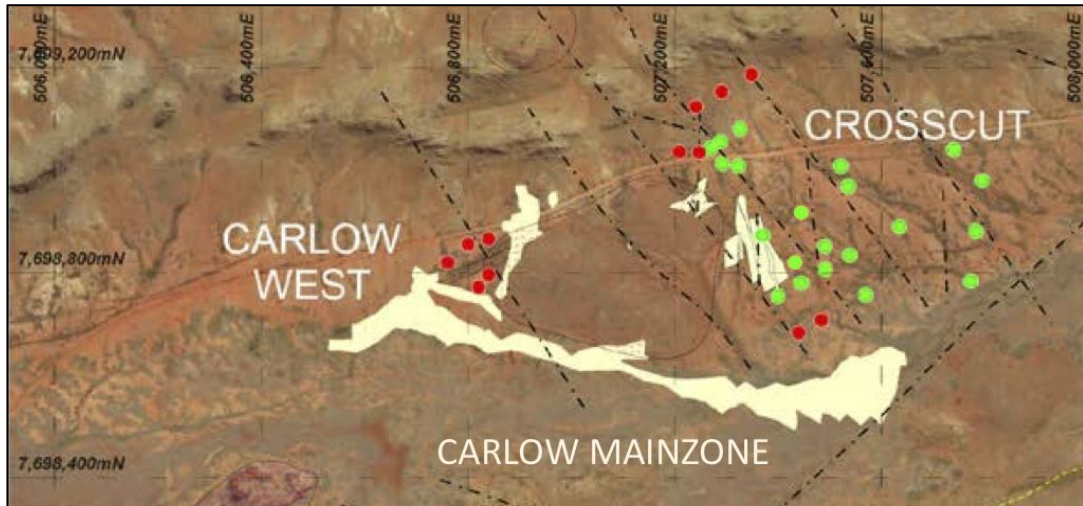 506,000mE
506,400mE
506,800mE
507,200mE
507,600mE
508,000mE
7,699,200mN
CROSSCUT
CARLOW
WEST
7,698,800mN
CARLOW MAINZONE
7,698,400mN